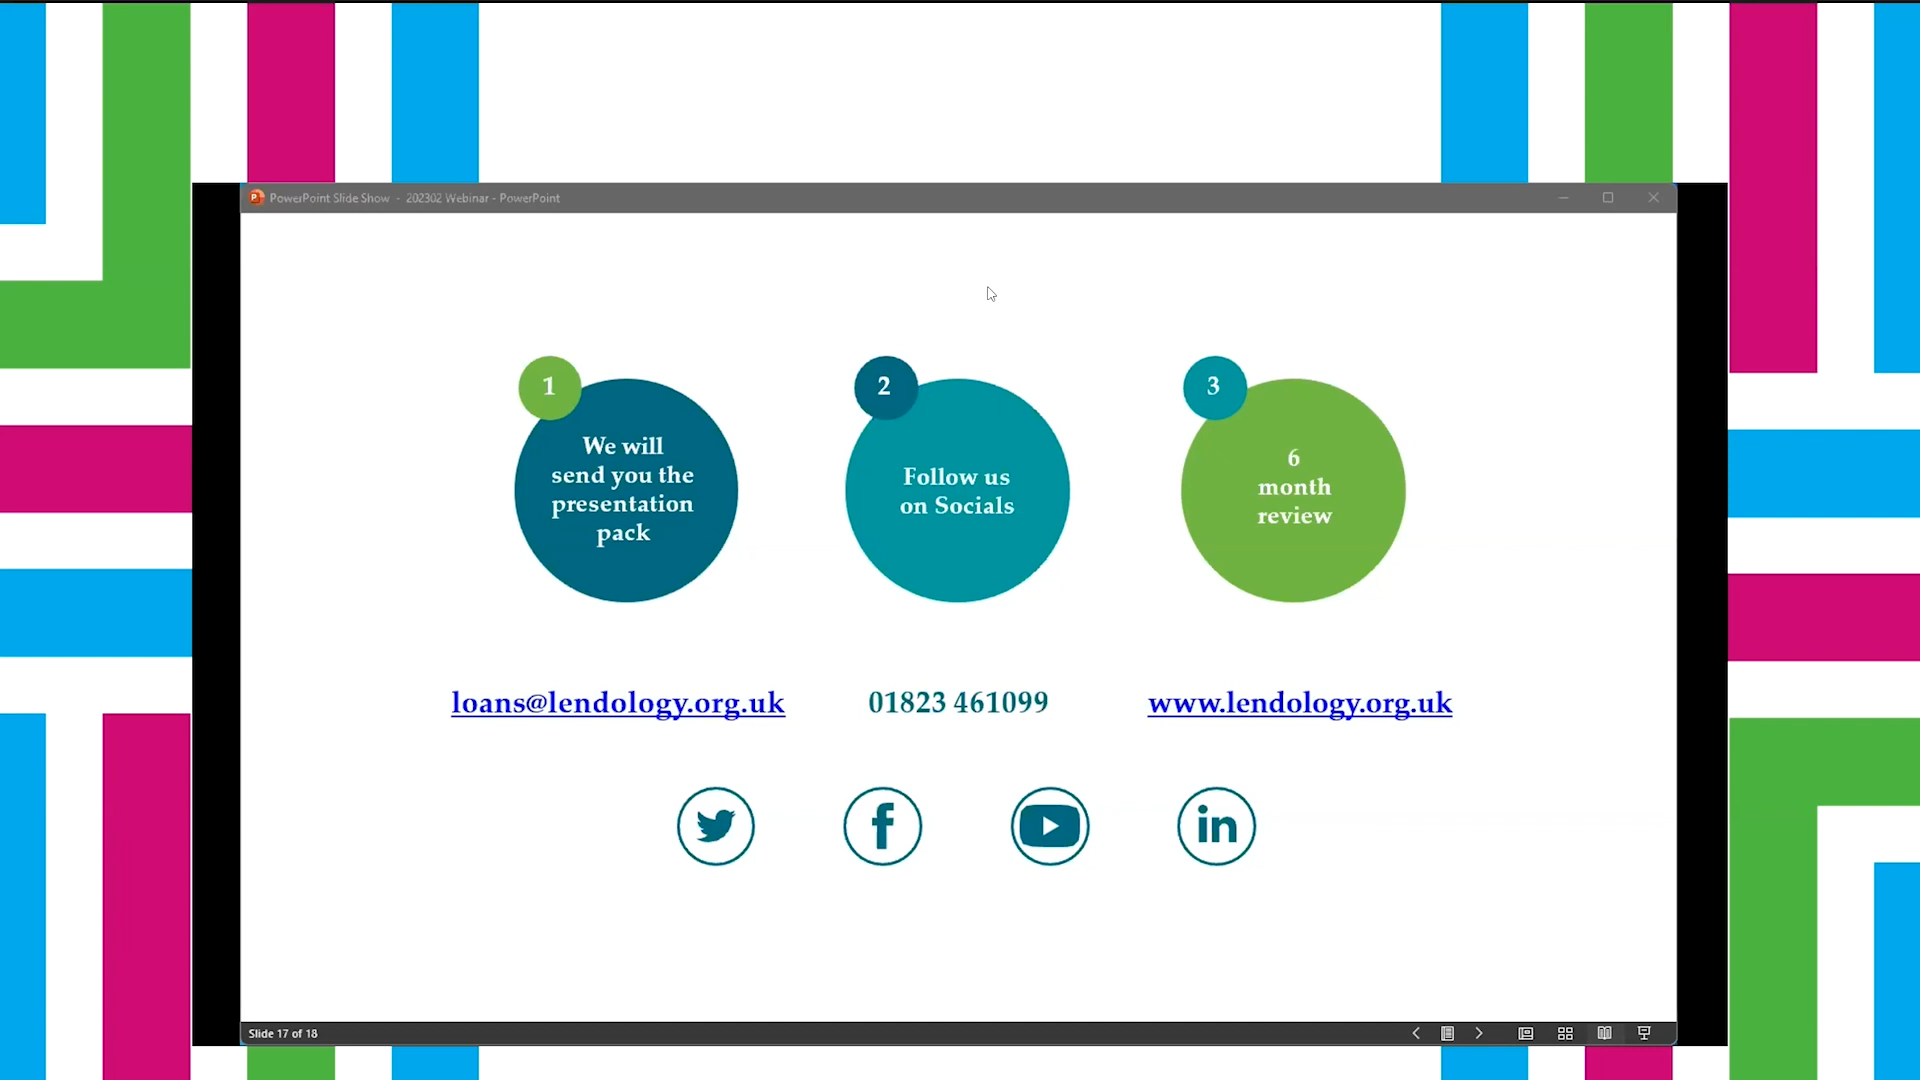 PowerPoint Slide Show - 202302 Webinar - PowerPoint
1
We will
send you the
presentation
pack
2
Follow us
on Socials
3
6
month
review
loans@lendology.org.uk
01823 461099
www.lendology.org.uk
Slide 17 of 18